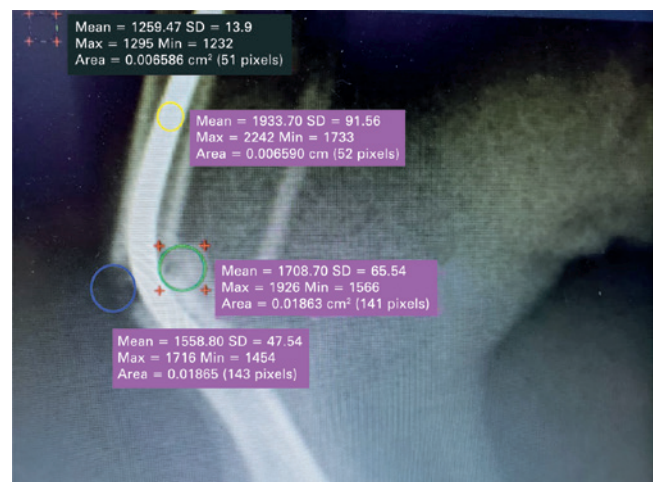 Mean = 1259.47 SD = 13.9
Max = 1295 Min = 1232
Area = 0.006586 cm² (51 pixels)
Mean = 1933.70 SD = 91.56
Max = 2242 Min = 1733
Area = 0.006590 cm (52 pixels)
Mean = 1708.70 SD = 65.54
Max = 1926 Min = 1566
Area = 0.01863 cm² (141 pixels)
Mean = 1558.80 SD = 47.54
Max = 1716 Min = 1454
Area = 0.01865 (143 pixels)